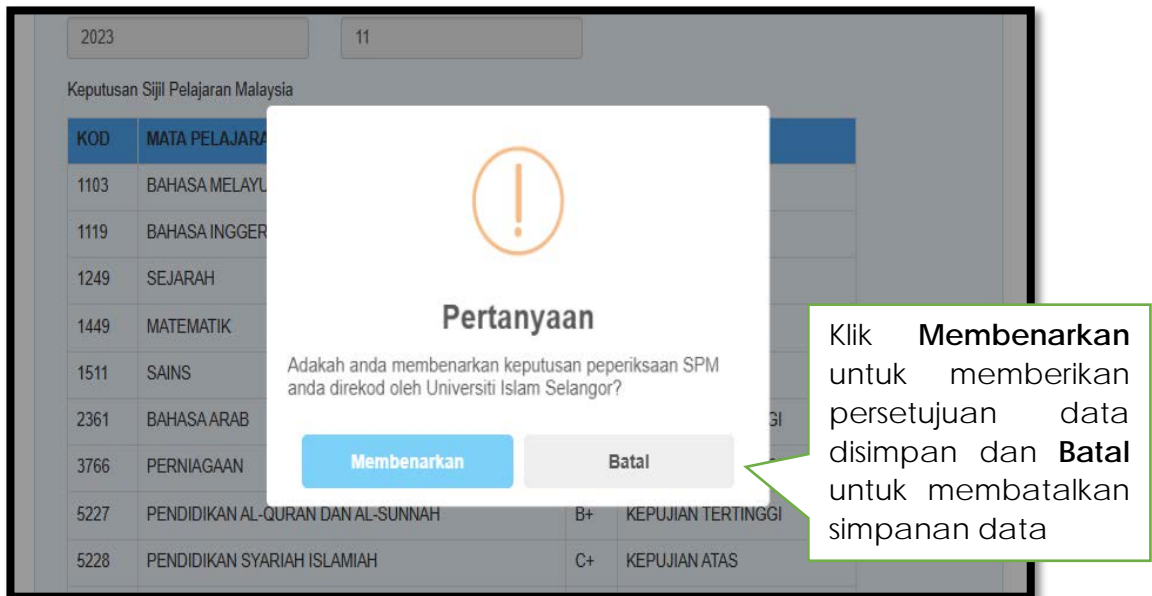 2023 11
Keputusan Sijil Pelajaran Malaysia
KOD MATA PELAJARA
1103 BAHASA MELAYU
1119 BAHASA INGGER
1249 SEJARAH
1449 MATEMATIK
1511 SAINS
2361 BAHASA ARAB GI
3766 PERNIAGAAN
5227 PENDIDIKAN AL-QURAN DAN AL-SUNNAH B+ KEPUJIAN TERTINGGI
5228 PENDIDIKAN SYARIAH ISLAMIAH C+ KEPUJIAN ATAS
Pertanyaan
Adakah anda membenarkan keputusan peperiksaan SPM
anda direkod oleh Universiti Islam Selangor?
Membenarkan Batal
Klik Membenarkan
untuk memberikan
persetujuan data
disimpan dan Batal
untuk membatalkan
simpanan data